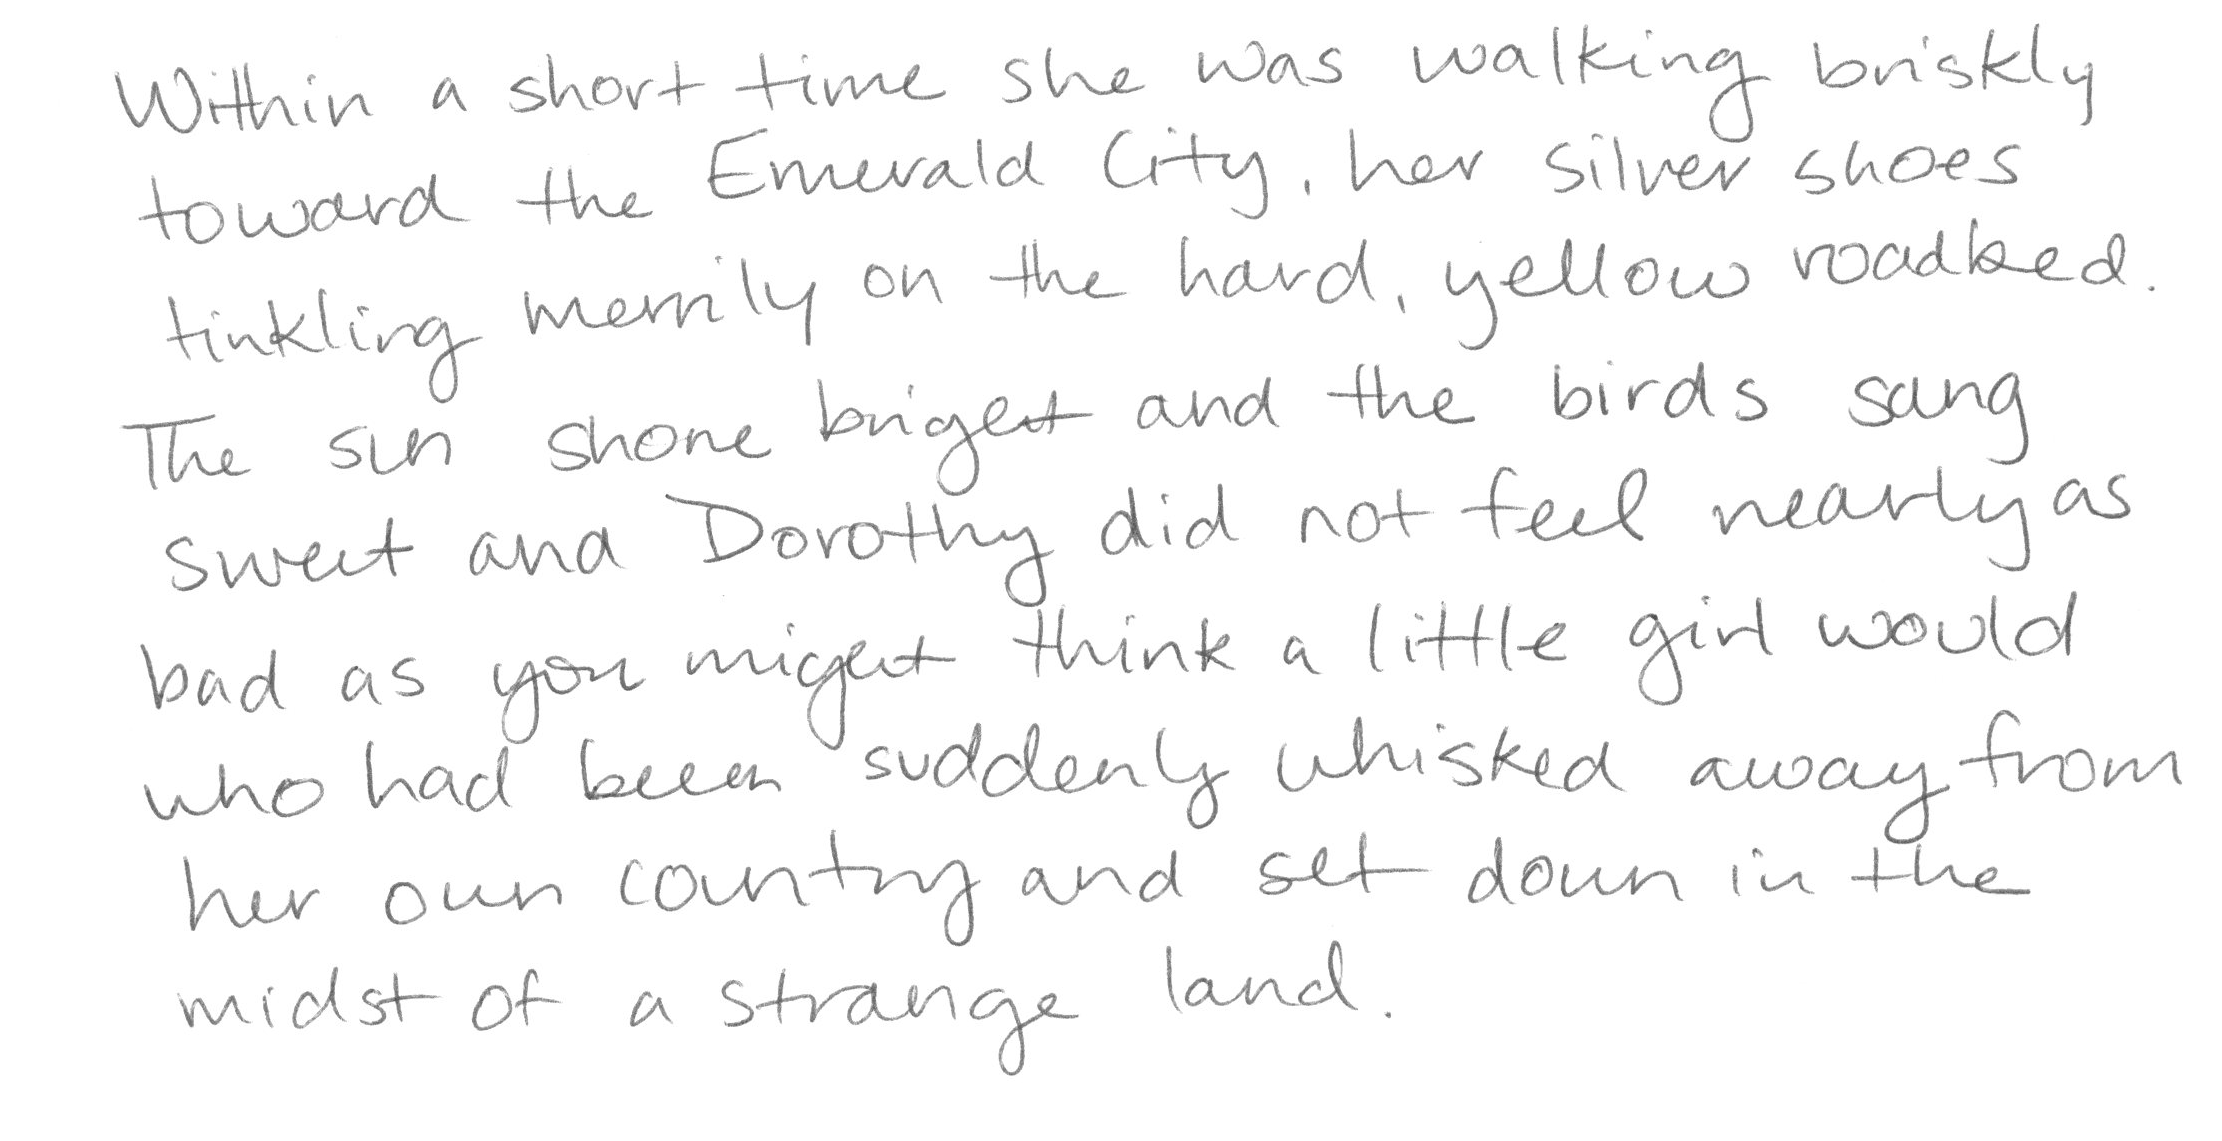 Within a short time she was walking briskly
toward the Emerald City, her silver shoes
tinkling merrily on the hard, yellow roadbed.
The sun shone bright and the birds sang
sweet and Dorothy did not feel nearly as
bad as you might think a little girl would
who had been suddenly whisked away from
her own country and set down in the
midst of a strange land.